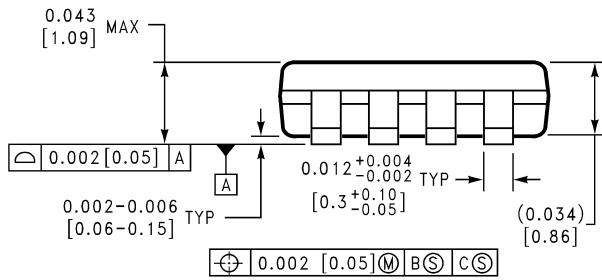 0.043 MAX
[1.09]
⌓ 0.002 [0.05] A
A
0.012 +0.004 -0.002 TYP
[0.3 +0.10 -0.05]
0.002-0.006 TYP
[0.06-0.15]
(0.034)
[0.86]
⌖ 0.002 [0.05] Ⓜ B Ⓢ C Ⓢ